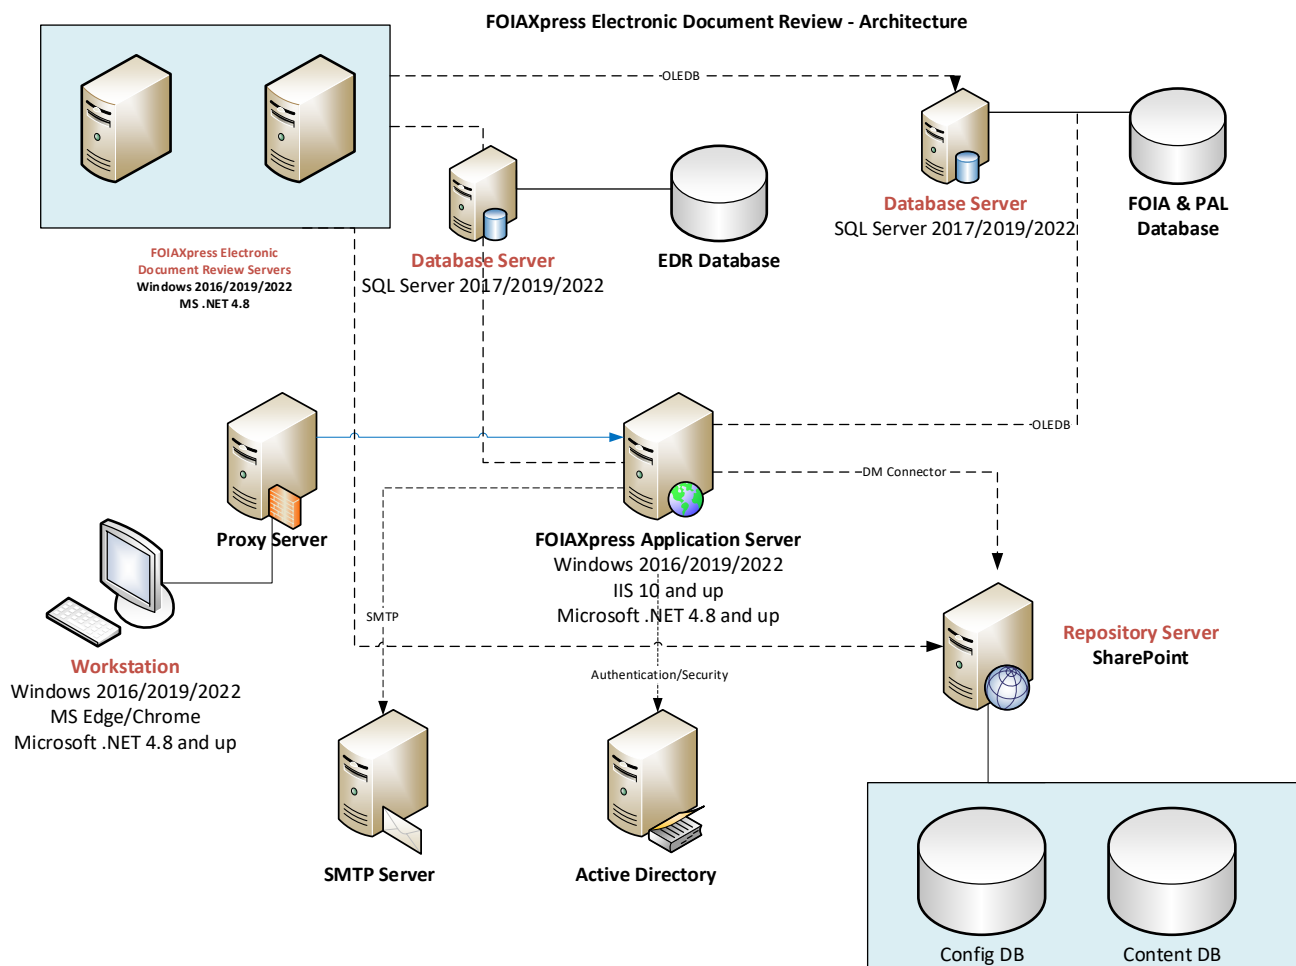 FOIAXpress Electronic Document Review - Architecture
OLEDB
Database Server
SQL Server 2017/2019/2022
FOIA & PAL
Database
FOIAXpress Electronic
Document Review Servers
Windows 2016/2019/2022
MS .NET 4.8
Database Server
SQL Server 2017/2019/2022
EDR Database
OLEDB
DM Connector
Proxy Server
FOIAXpress Application Server
Windows 2016/2019/2022
IIS 10 and up
Microsoft .NET 4.8 and up
SMTP
Repository Server
SharePoint
Workstation
Windows 2016/2019/2022
MS Edge/Chrome
Microsoft .NET 4.8 and up
Authentication/Security
SMTP Server
Active Directory
Config DB
Content DB